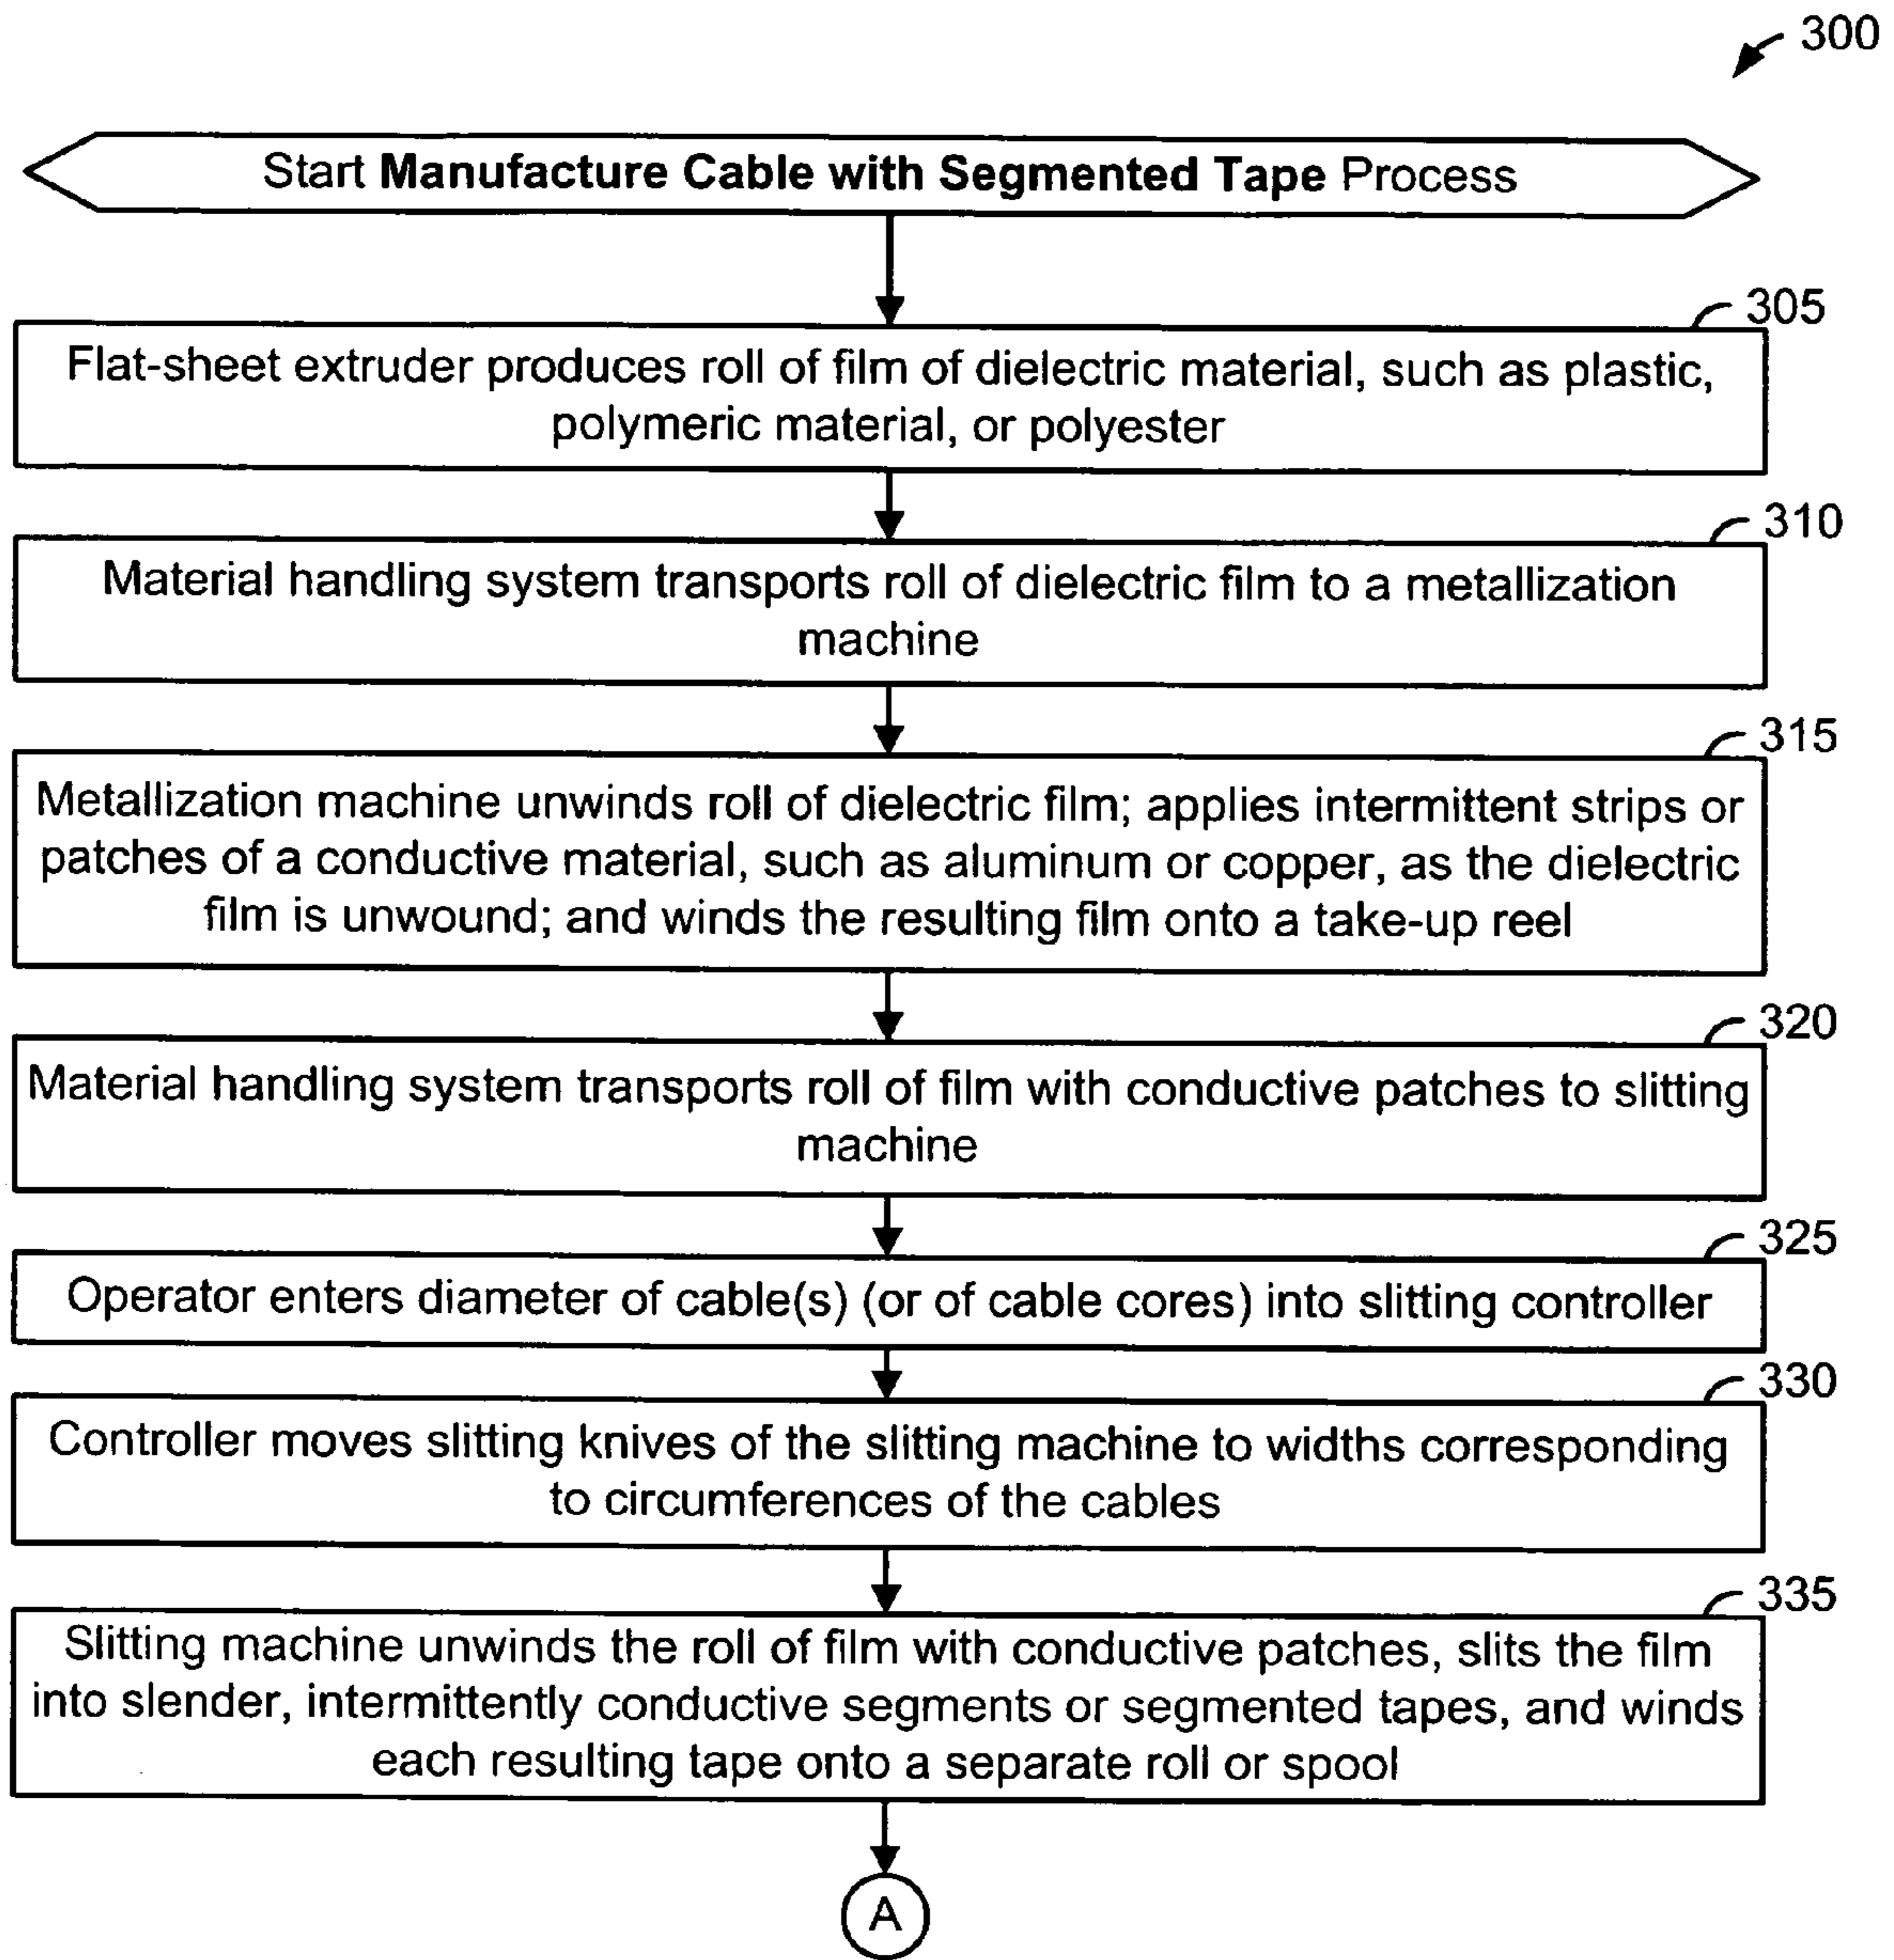 300
Start Manufacture Cable with Segmented Tape Process
305
Flat-sheet extruder produces roll of film of dielectric material, such as plastic,
polymeric material, or polyester
310
Material handling system transports roll of dielectric film to a metallization
machine
315
Metallization machine unwinds roll of dielectric film; applies intermittent strips or
patches of a conductive material, such as aluminum or copper, as the dielectric
film is unwound; and winds the resulting film onto a take-up reel
320
Material handling system transports roll of film with conductive patches to slitting
machine
325
Operator enters diameter of cable(s) (or of cable cores) into slitting controller
330
Controller moves slitting knives of the slitting machine to widths corresponding
to circumferences of the cables
335
Slitting machine unwinds the roll of film with conductive patches, slits the film
into slender, intermittently conductive segments or segmented tapes, and winds
each resulting tape onto a separate roll or spool
A